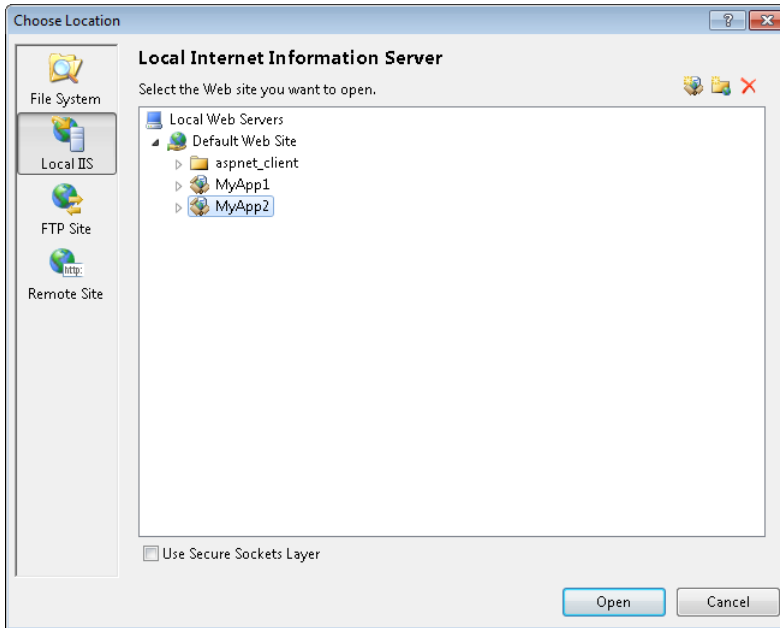 Choose Location
File System
Local IIS
FTP Site
http:
Remote Site
Local Internet Information Server
Select the Web site you want to open.
Local Web Servers
Default Web Site
aspnet_client
MyApp1
MyApp2
Use Secure Sockets Layer
Open
Cancel